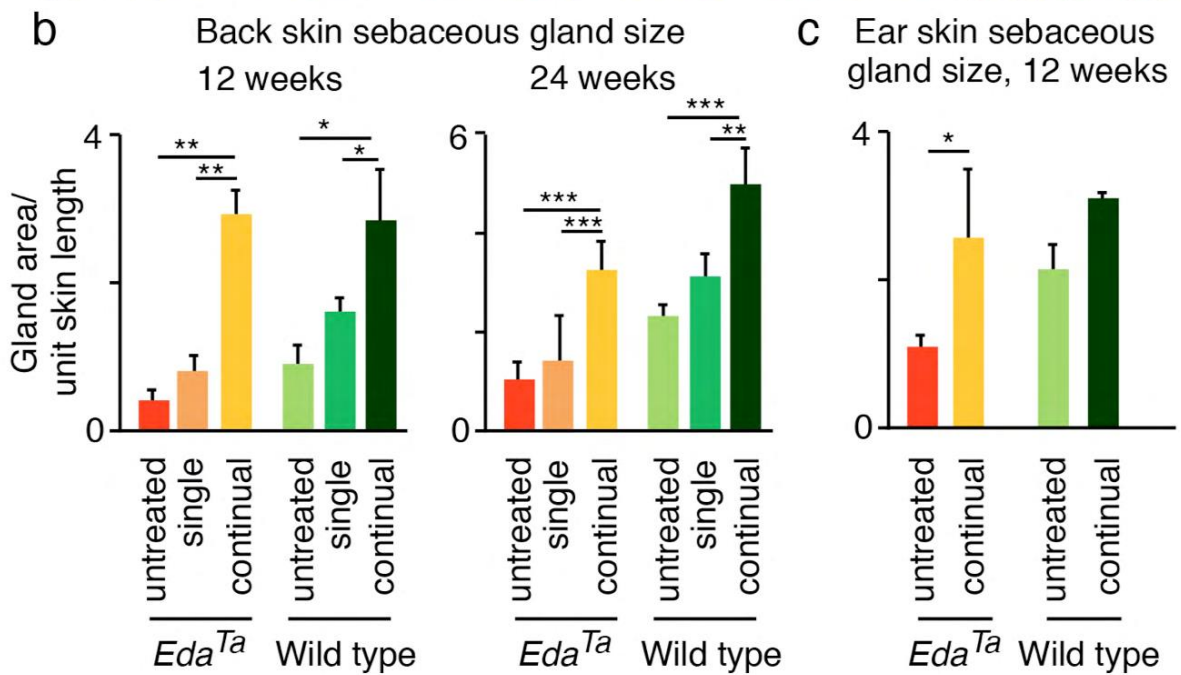 b
Back skin sebaceous gland size
12 weeks
24 weeks
c
Ear skin sebaceous
gland size, 12 weeks
Gland area/
unit skin length
4
0
**
**
*
*
untreated
single
continual
untreated
single
continual
Eda^Ta
Wild type
6
0
***
***
***
**
untreated
single
continual
untreated
single
continual
Eda^Ta
Wild type
4
0
*
untreated
continual
untreated
continual
Eda^Ta
Wild type